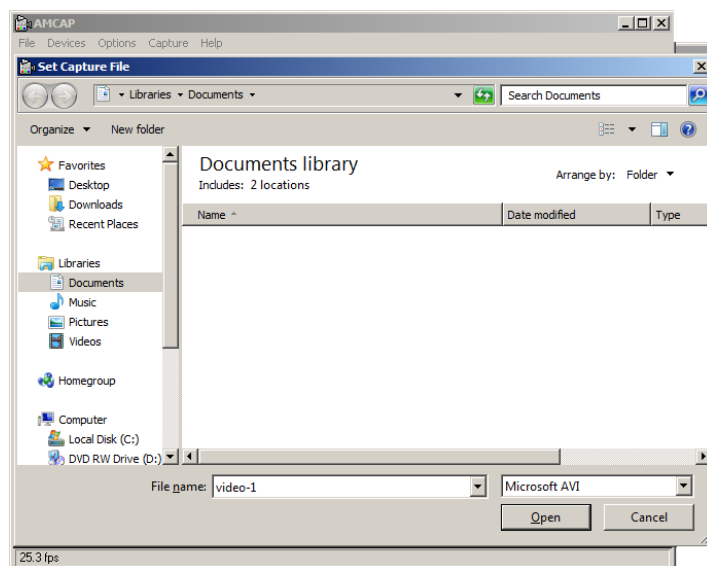 AMCAP
File Devices Options Capture Help
Set Capture File
Libraries Documents
Search Documents
Organize New folder
Favorites
Desktop
Downloads
Recent Places
Libraries
Documents
Music
Pictures
Videos
Homegroup
Computer
Local Disk (C:)
DVD RW Drive (D:)
Documents library
Includes: 2 locations
Arrange by: Folder
Name Date modified Type
File name: video-1
Microsoft AVI
Open Cancel
25.3 fps